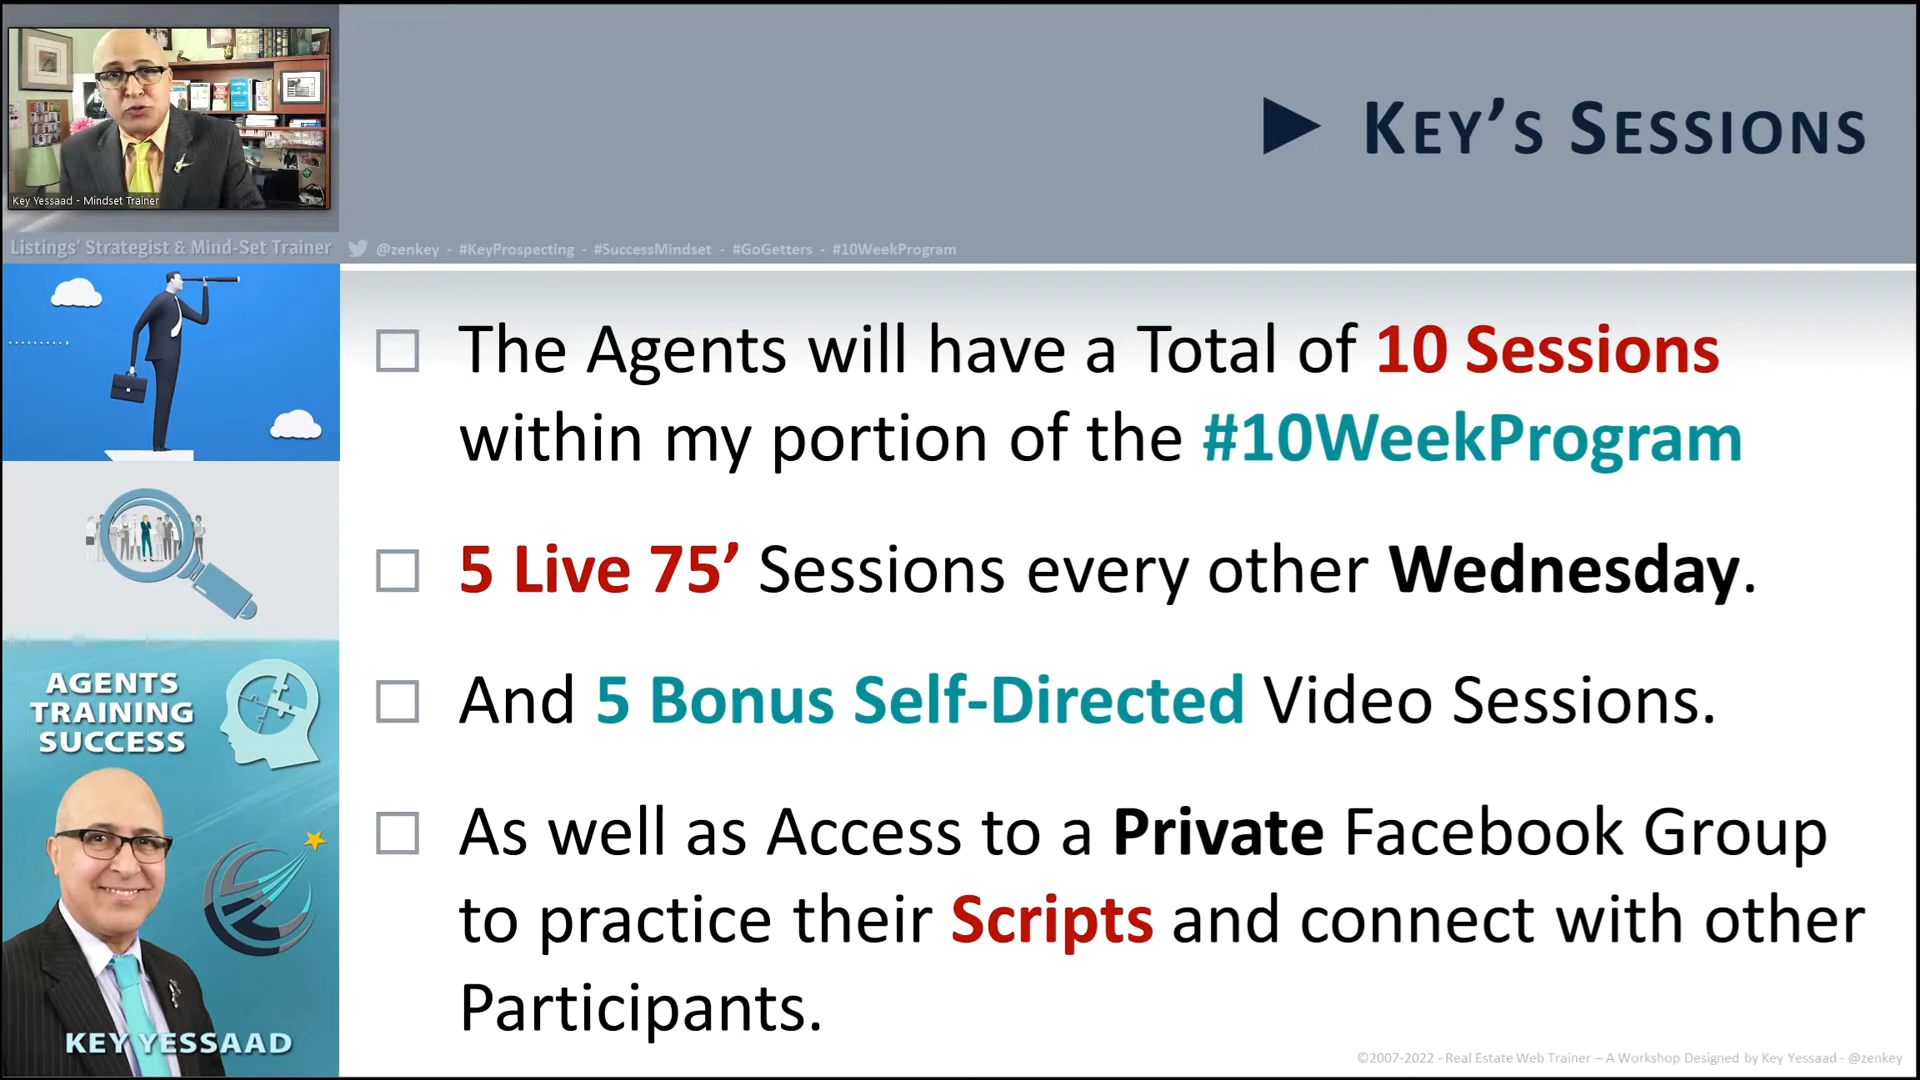 Key Yessaad - Mindset Trainer
Listings’ Strategist & Mind-Set Trainer
@zenkey - #KeyProspecting - #SuccessMindset - #GoGetters - #10WeekProgram
KEY’S SESSIONS
The Agents will have a Total of 10 Sessions
within my portion of the #10WeekProgram
5 Live 75’ Sessions every other Wednesday.
And 5 Bonus Self-Directed Video Sessions.
As well as Access to a Private Facebook Group
to practice their Scripts and connect with other
Participants.
AGENTS
TRAINING
SUCCESS
KEY YESSAAD
©2007-2022 - Real Estate Web Trainer – A Workshop Designed by Key Yessaad - @zenkey